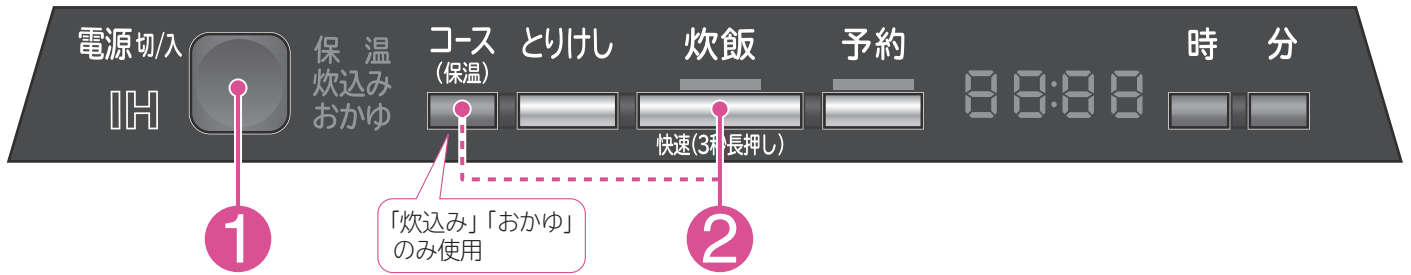 電源 切/入
IH
保 温
炊込み
おかゆ
コース
(保温)
とりけし
炊飯
快速(3秒長押し)
予約
88:88
時
分
「炊込み」「おかゆ」
のみ使用
1
2